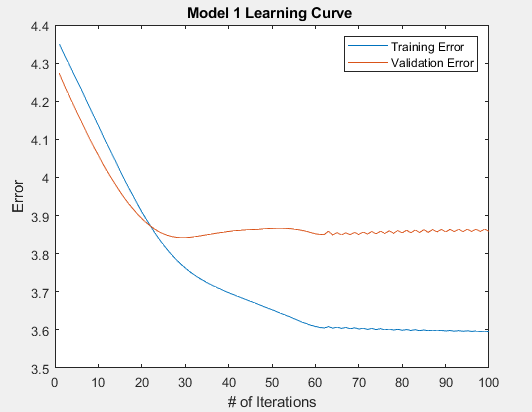 Model 1 Learning Curve
Training Error
Validation Error
4.4
4.3
4.2
4.1
4
3.9
3.8
3.7
3.6
3.5
Error
0 10 20 30 40 50 60 70 80 90 100
# of Iterations